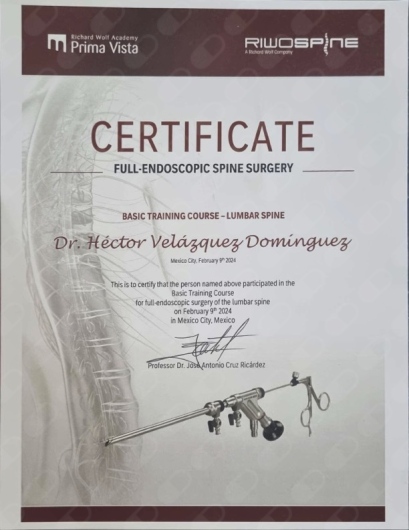 Richard Wolf Academy
Prima Vista
RIWOSPINE
A Richard Wolf Company
CERTIFICATE
FULL-ENDOSCOPIC SPINE SURGERY
BASIC TRAINING COURSE – LUMBAR SPINE
Dr. Héctor Velázquez Domínguez
Mexico City, February 9th 2024
This is to certify that the person named above participated in the
Basic Training Course
for full-endoscopic surgery of the lumbar spine
on February 9th 2024
in Mexico City, Mexico
Professor Dr. José Antonio Cruz Ricárdez